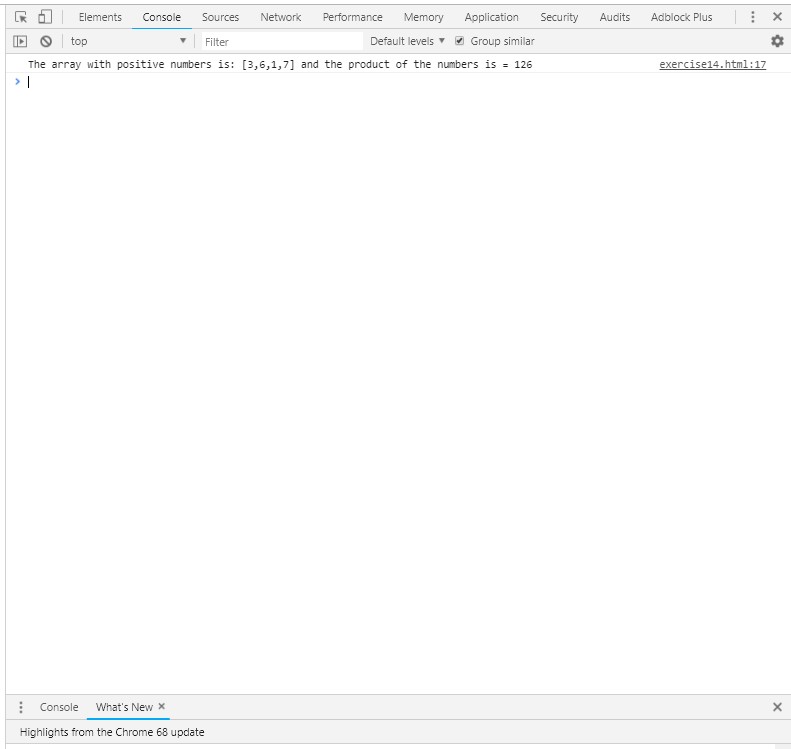 Elements Console Sources Network Performance Memory Application Security Audits Adblock Plus
top Filter Default levels Group similar
The array with positive numbers is: [3,6,1,7] and the product of the numbers is = 126 exercise14.html:17
Console What's New
Highlights from the Chrome 68 update